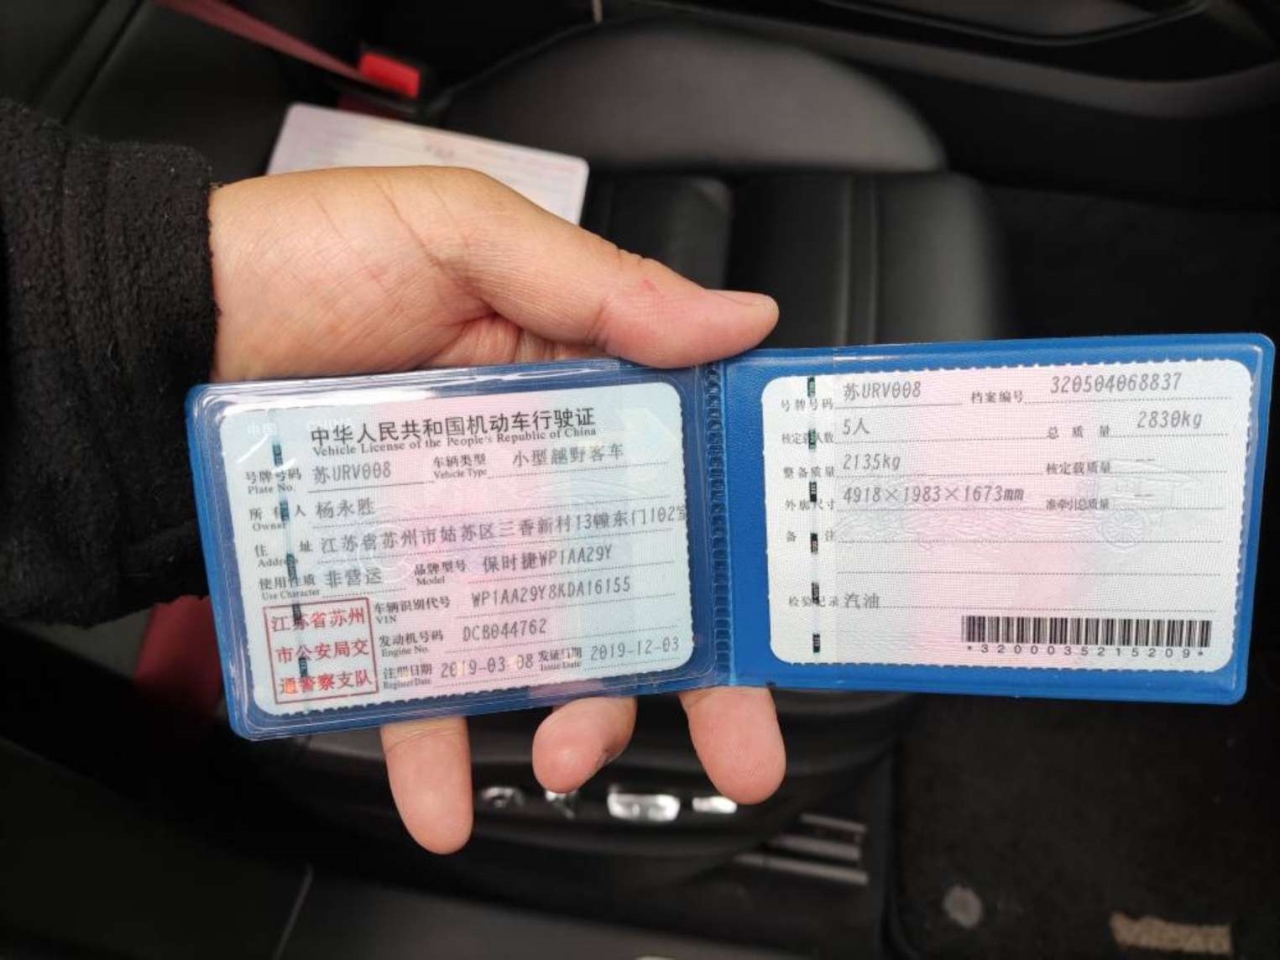 中华人民共和国机动车行驶证
Vehicle License of the People's Republic of China
号牌号码 苏URV008 车辆类型 小型越野客车
Plate No. Vehicle Type
所有人 杨永胜
Owner
住址 江苏省苏州市姑苏区三香新村13幢东门102室
Address
使用性质 非营运 品牌型号 保时捷WP1AA29Y
Use Character Model
车辆识别代号 WP1AA29Y8KDA16155
VIN
发动机号码 DCB044762
Engine No.
注册日期 2019-03-08 发证日期 2019-12-03
Register Date Issue Date
江苏省苏州
市公安局交
通警察支队
号牌号码 苏URV008 档案编号 320504068837
核定人数 5人 总质量 2830kg
整备质量 2135kg 核定载质量 --
外廓尺寸 4918×1983×1673mm 准牵引总质量 --
备注
检验记录 汽油
*3200035215209*